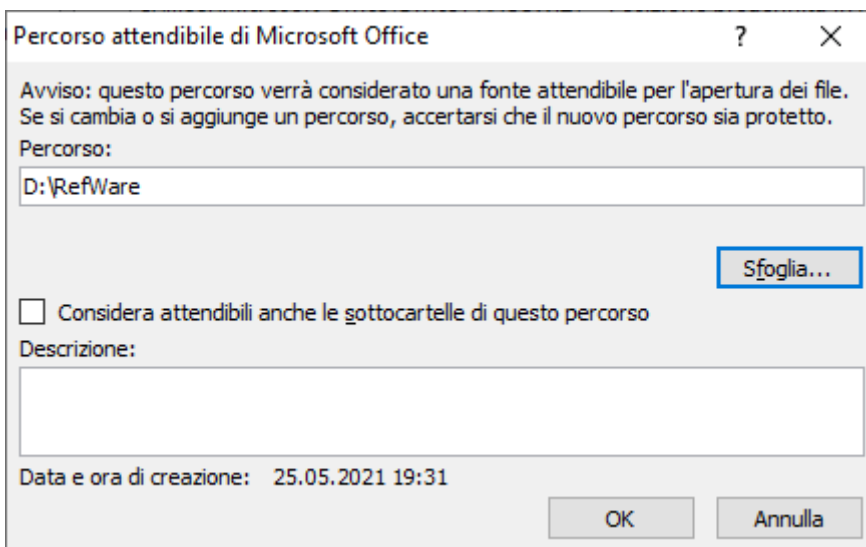 Percorso attendibile di Microsoft Office ?
Avviso: questo percorso verrà considerato una fonte attendibile per l'apertura dei file.
Se si cambia o si aggiunge un percorso, accertarsi che il nuovo percorso sia protetto.
Percorso:
D:\RefWare
Sfoglia...
Considera attendibili anche le sottocartelle di questo percorso
Descrizione:
Data e ora di creazione: 25.05.2021 19:31
OK Annulla